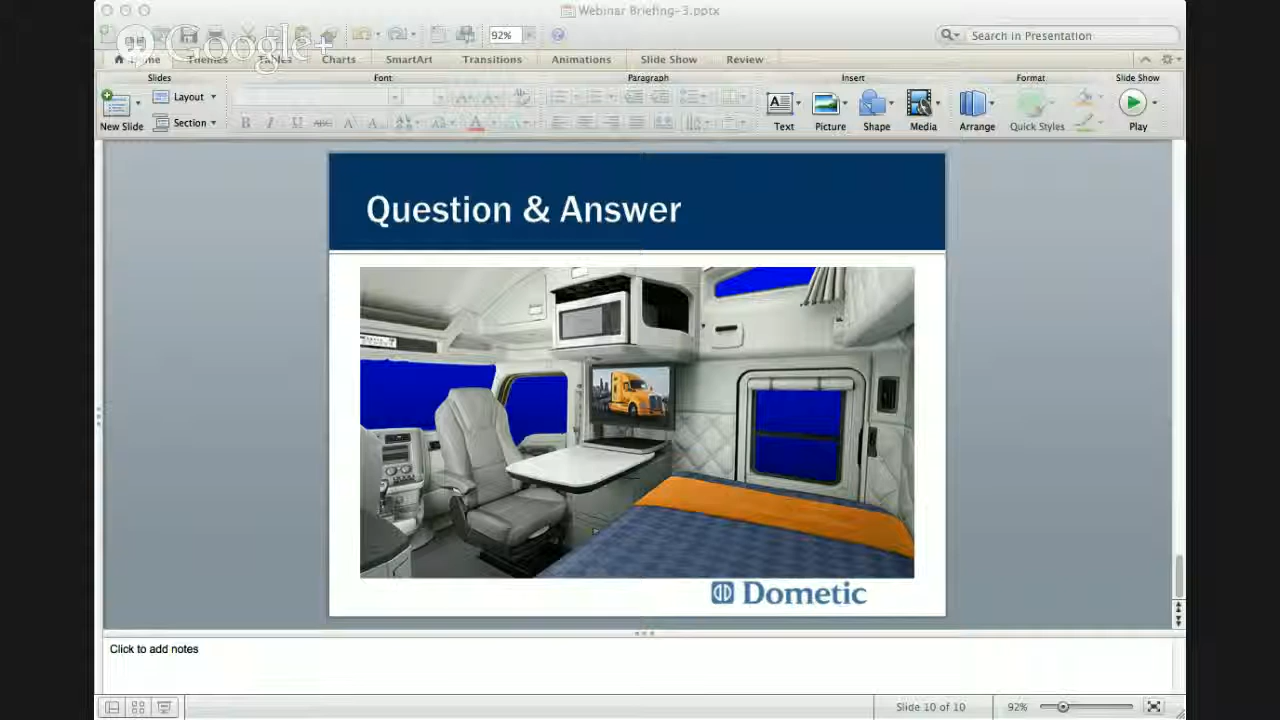 Webinar Briefing-3.pptx
Google+
92%
Search in Presentation
Home Themes Tables Charts SmartArt Transitions Animations Slide Show Review
Slides Font Paragraph Insert Format Slide Show
New Slide Layout Section
B I U ABC
Text Picture Shape Media Arrange Quick Styles Play
Question & Answer
Dometic
Click to add notes
Slide 10 of 10 92%